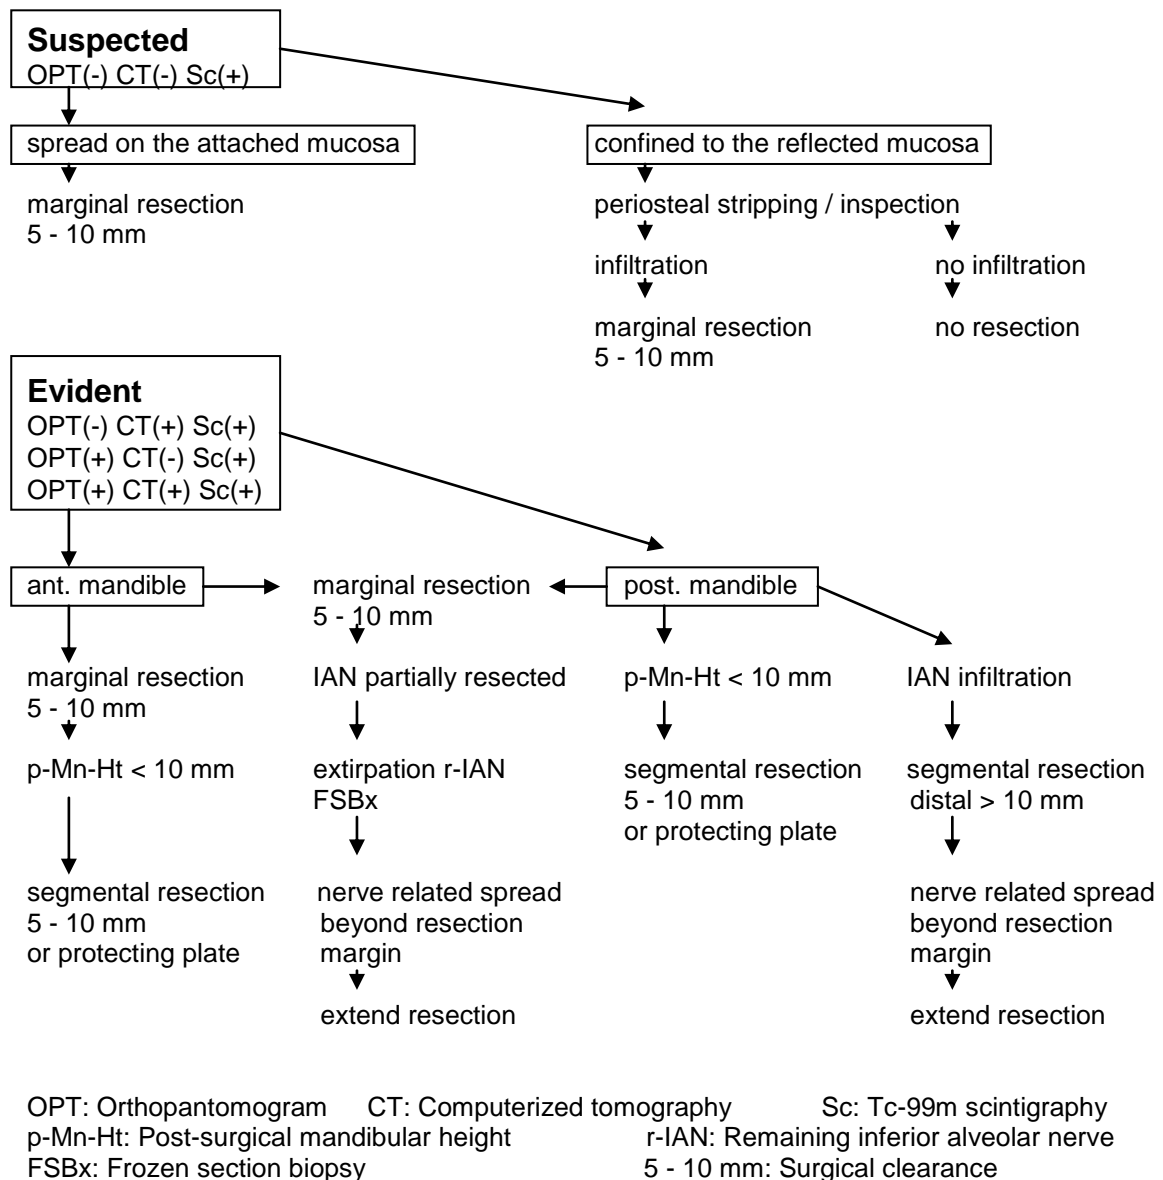 Suspected
OPT(-) CT(-) Sc(+)
spread on the attached mucosa
confined to the reflected mucosa
marginal resection
5 - 10 mm
periosteal stripping / inspection
infiltration
no infiltration
marginal resection
5 - 10 mm
no resection
Evident
OPT(-) CT(+) Sc(+)
OPT(+) CT(-) Sc(+)
OPT(+) CT(+) Sc(+)
ant. mandible
marginal resection
5 - 10 mm
post. mandible
marginal resection
5 - 10 mm
IAN partially resected
p-Mn-Ht < 10 mm
IAN infiltration
p-Mn-Ht < 10 mm
extirpation r-IAN
FSBx
segmental resection
5 - 10 mm
or protecting plate
segmental resection
distal > 10 mm
segmental resection
5 - 10 mm
or protecting plate
nerve related spread
beyond resection
margin
nerve related spread
beyond resection
margin
extend resection
extend resection
OPT: Orthopantomogram CT: Computerized tomography Sc: Tc-99m scintigraphy
p-Mn-Ht: Post-surgical mandibular height r-IAN: Remaining inferior alveolar nerve
FSBx: Frozen section biopsy 5 - 10 mm: Surgical clearance